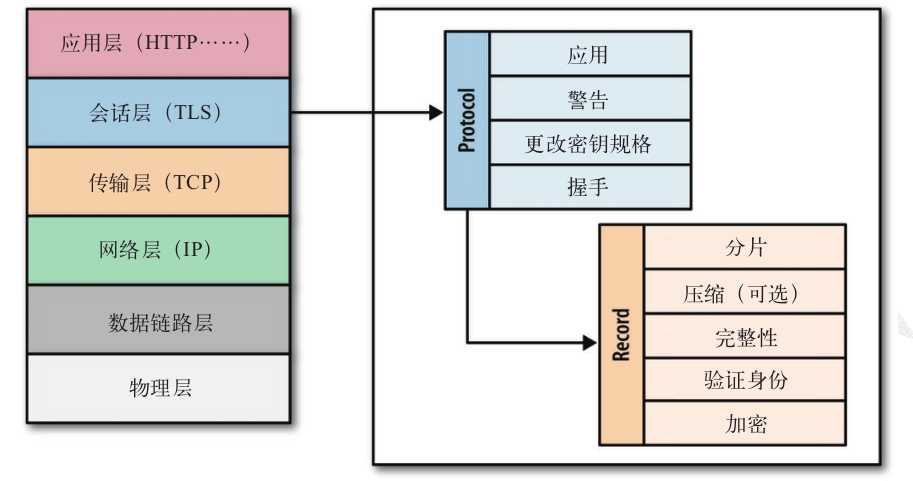 应用层（HTTP……）
会话层（TLS）
传输层（TCP）
网络层（IP）
数据链路层
物理层
Protocol
应用
警告
更改密钥规格
握手
Record
分片
压缩（可选）
完整性
验证身份
加密